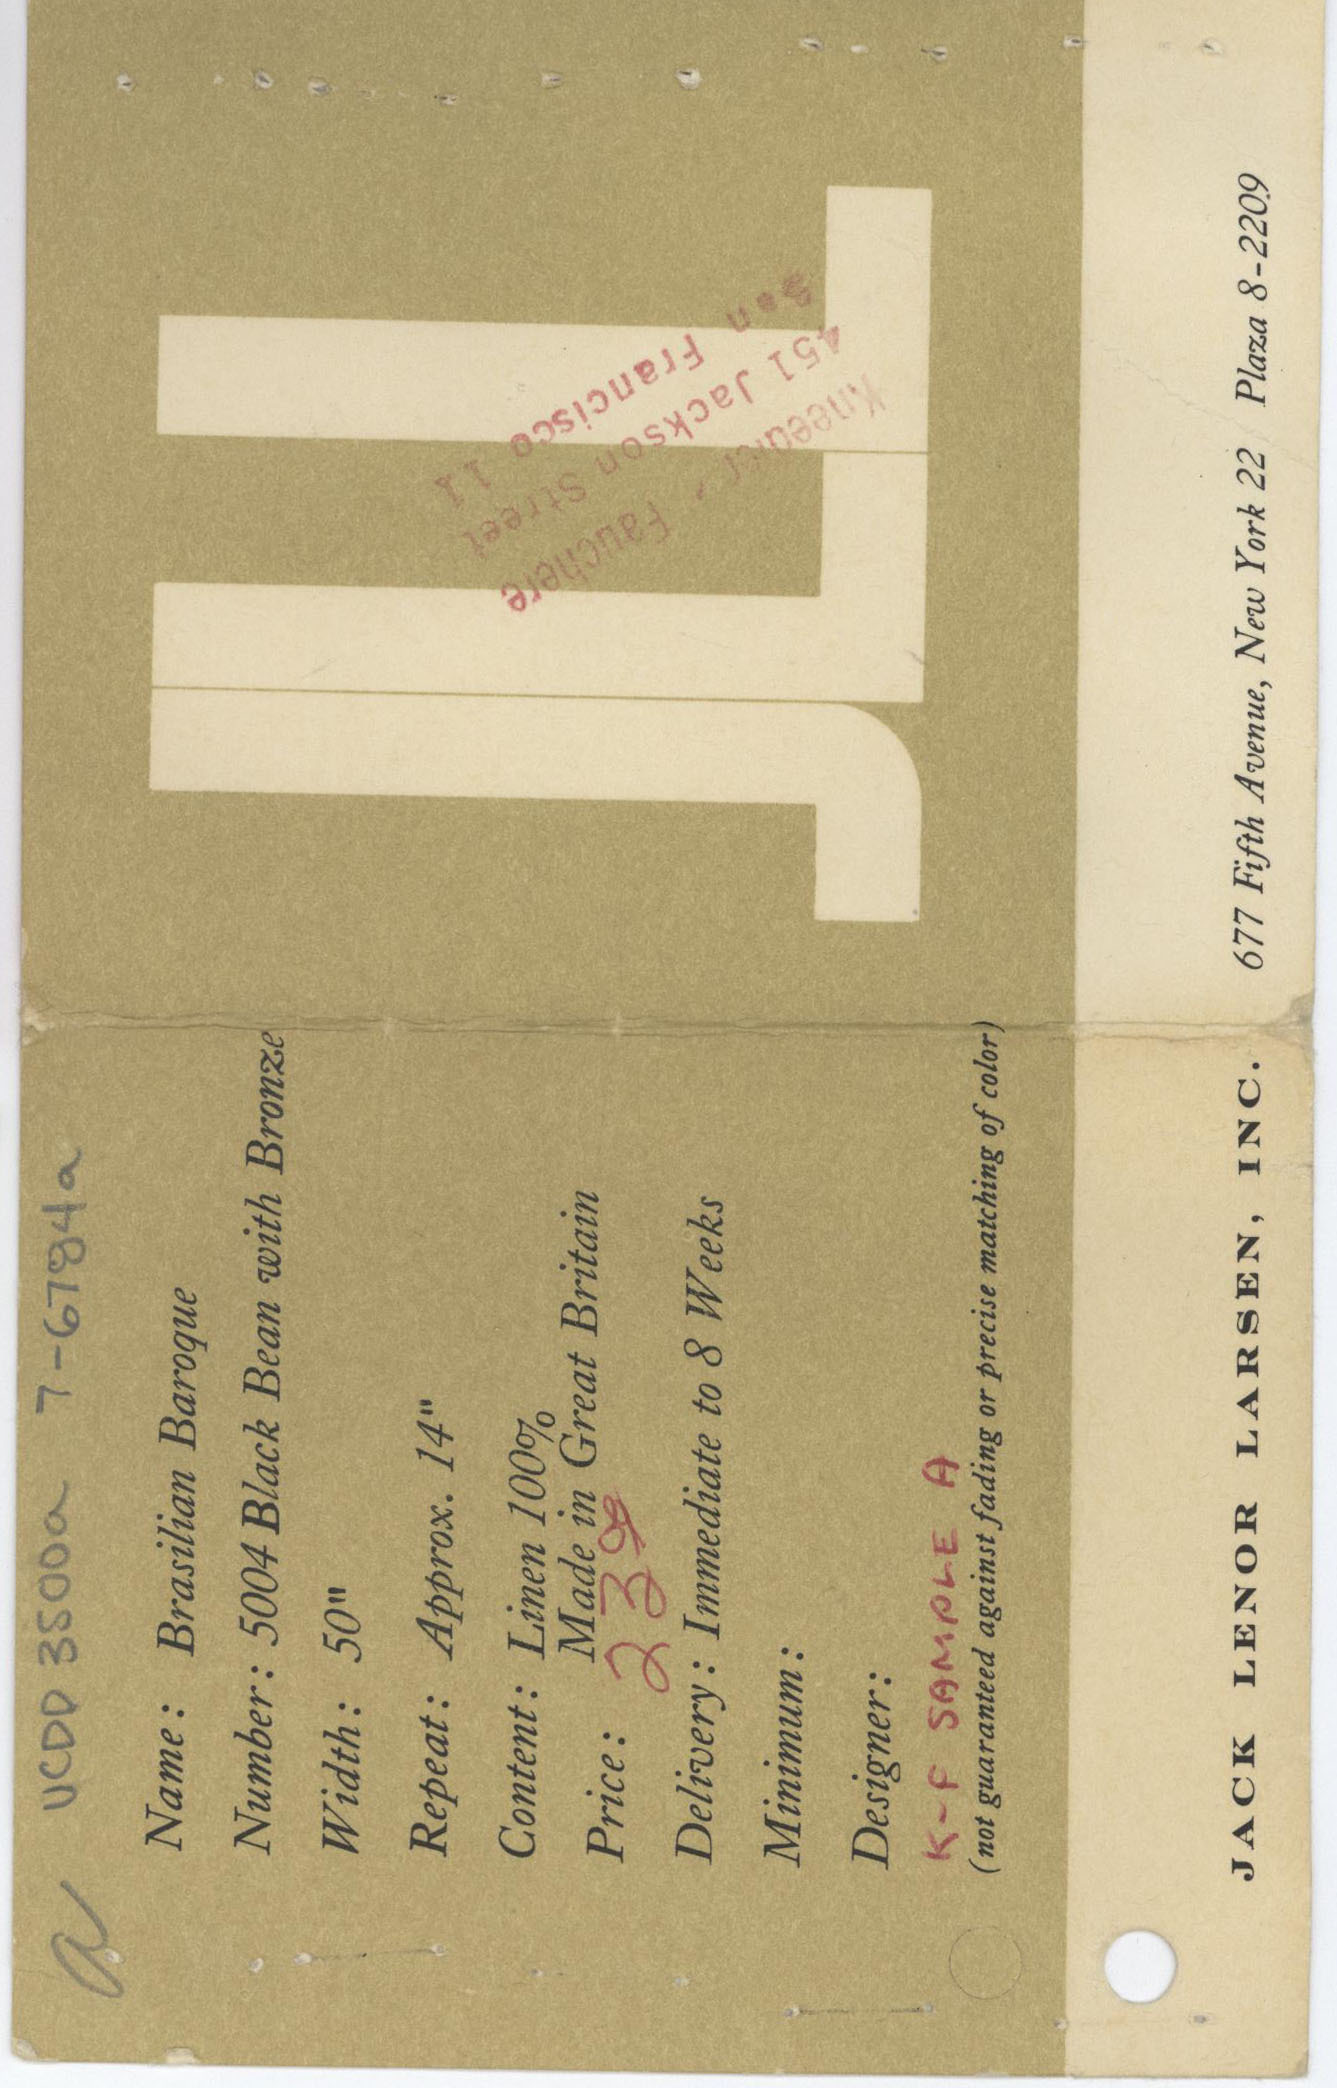 a UCDD 3800a 7-6784a
Name: Brasilian Baroque
Number: 5004 Black Bean with Bronze
Width: 50"
Repeat: Approx. 14"
Content: Linen 100%
Made in Great Britain
Price: 23
Delivery: Immediate to 8 Weeks
Minimum:
Designer:
K-F SAMPLE A
(not guaranteed against fading or precise matching of color)
JACK LENOR LARSEN, INC. 677 Fifth Avenue, New York 22 Plaza 8-2209
JLL
Fauchere
451 Jackson Street
San Francisco 11